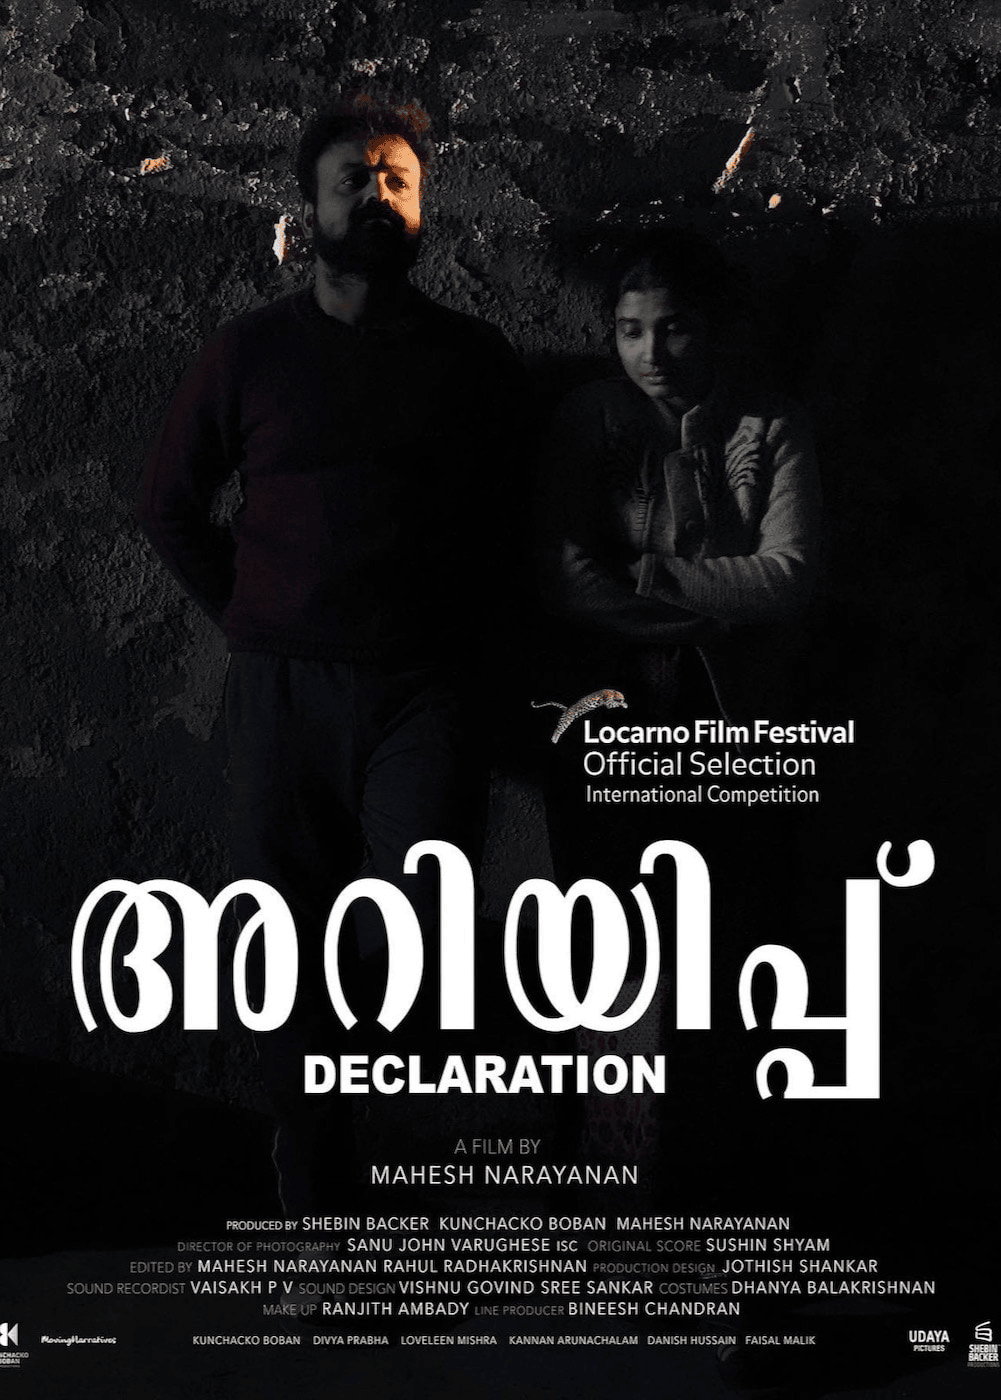 Locarno Film Festival
Official Selection
International Competition
അറിയിപ്പ്
DECLARATION
A FILM BY
MAHESH NARAYANAN
PRODUCED BY SHEBIN BACKER KUNCHACKO BOBAN MAHESH NARAYANAN
DIRECTOR OF PHOTOGRAPHY SANU JOHN VARUGHESE ISC ORIGINAL SCORE SUSHIN SHYAM
EDITED BY MAHESH NARAYANAN RAHUL RADHAKRISHNAN PRODUCTION DESIGN JOTHISH SHANKAR
SOUND RECORDIST VAISAKH P V SOUND DESIGN VISHNU GOVIND SREE SANKAR COSTUMES DHANYA BALAKRISHNAN
MAKE UP RANJITH AMBADY LINE PRODUCER BINEESH CHANDRAN
MovingNarratives
KUNCHACKO BOBAN DIVYA PRABHA LOVELEEN MISHRA KANNAN ARUNACHALAM DANISH HUSSAIN FAISAL MALIK
UDAYA
PICTURES
SHEBIN
BACKER
PRODUCTIONS